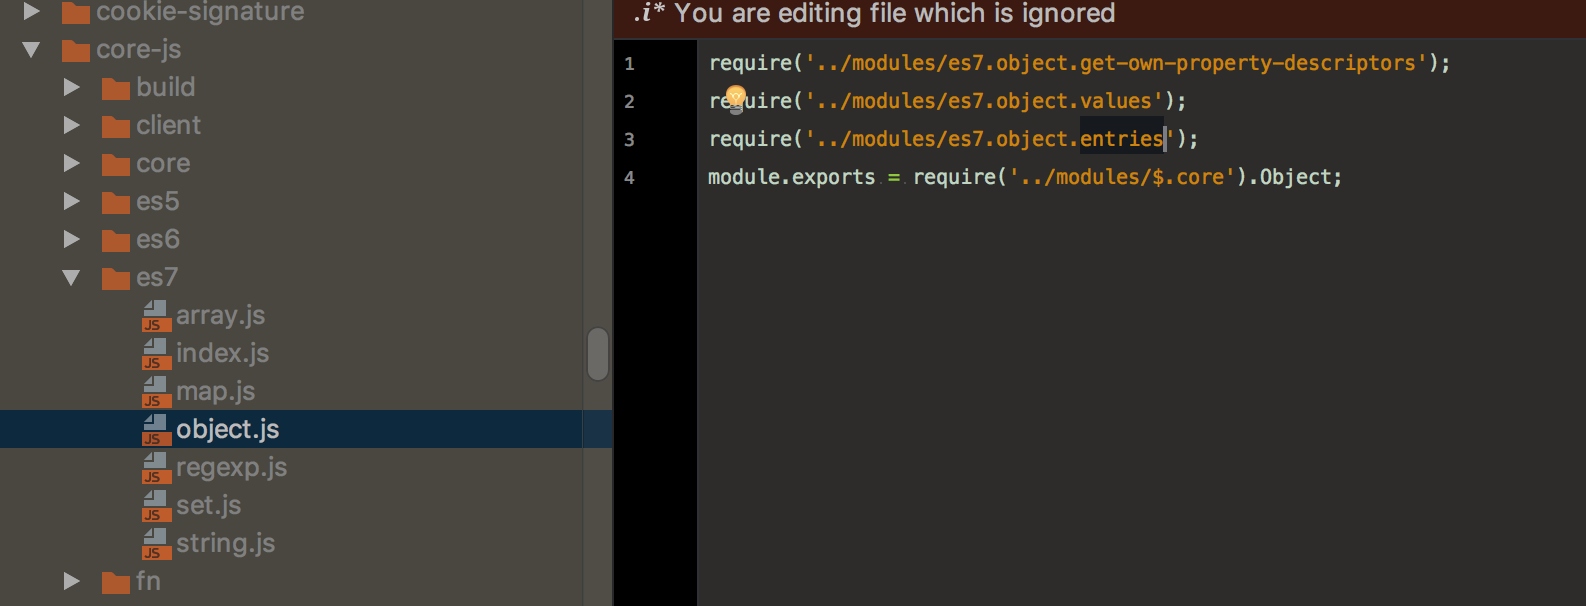 cookie-signature
core-js
build
client
core
es5
es6
es7
JS array.js
JS index.js
JS map.js
JS object.js
JS regexp.js
JS set.js
JS string.js
fn
.i* You are editing file which is ignored
1 require('../modules/es7.object.get-own-property-descriptors');
2 require('../modules/es7.object.values');
3 require('../modules/es7.object.entries');
4 module.exports = require('../modules/$.core').Object;